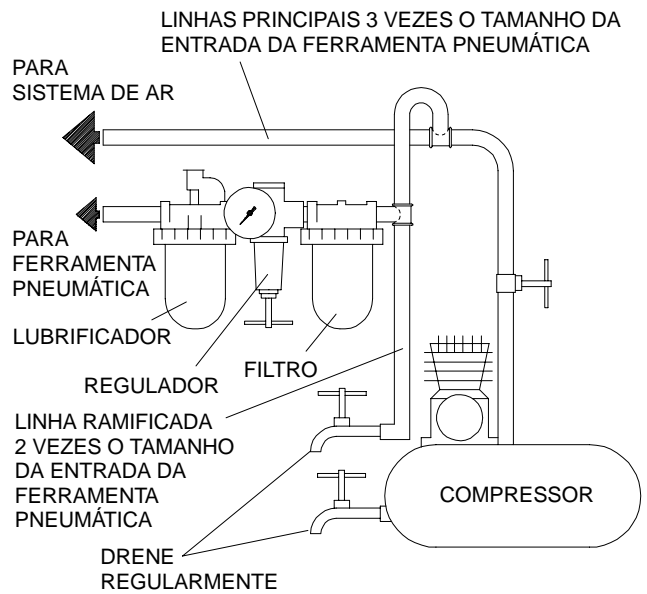 LINHAS PRINCIPAIS 3 VEZES O TAMANHO DA
ENTRADA DA FERRAMENTA PNEUMÁTICA
PARA
SISTEMA DE AR
PARA
FERRAMENTA
PNEUMÁTICA
LUBRIFICADOR
REGULADOR
FILTRO
LINHA RAMIFICADA
2 VEZES O TAMANHO
DA ENTRADA DA
FERRAMENTA
PNEUMÁTICA
COMPRESSOR
DRENE
REGULARMENTE